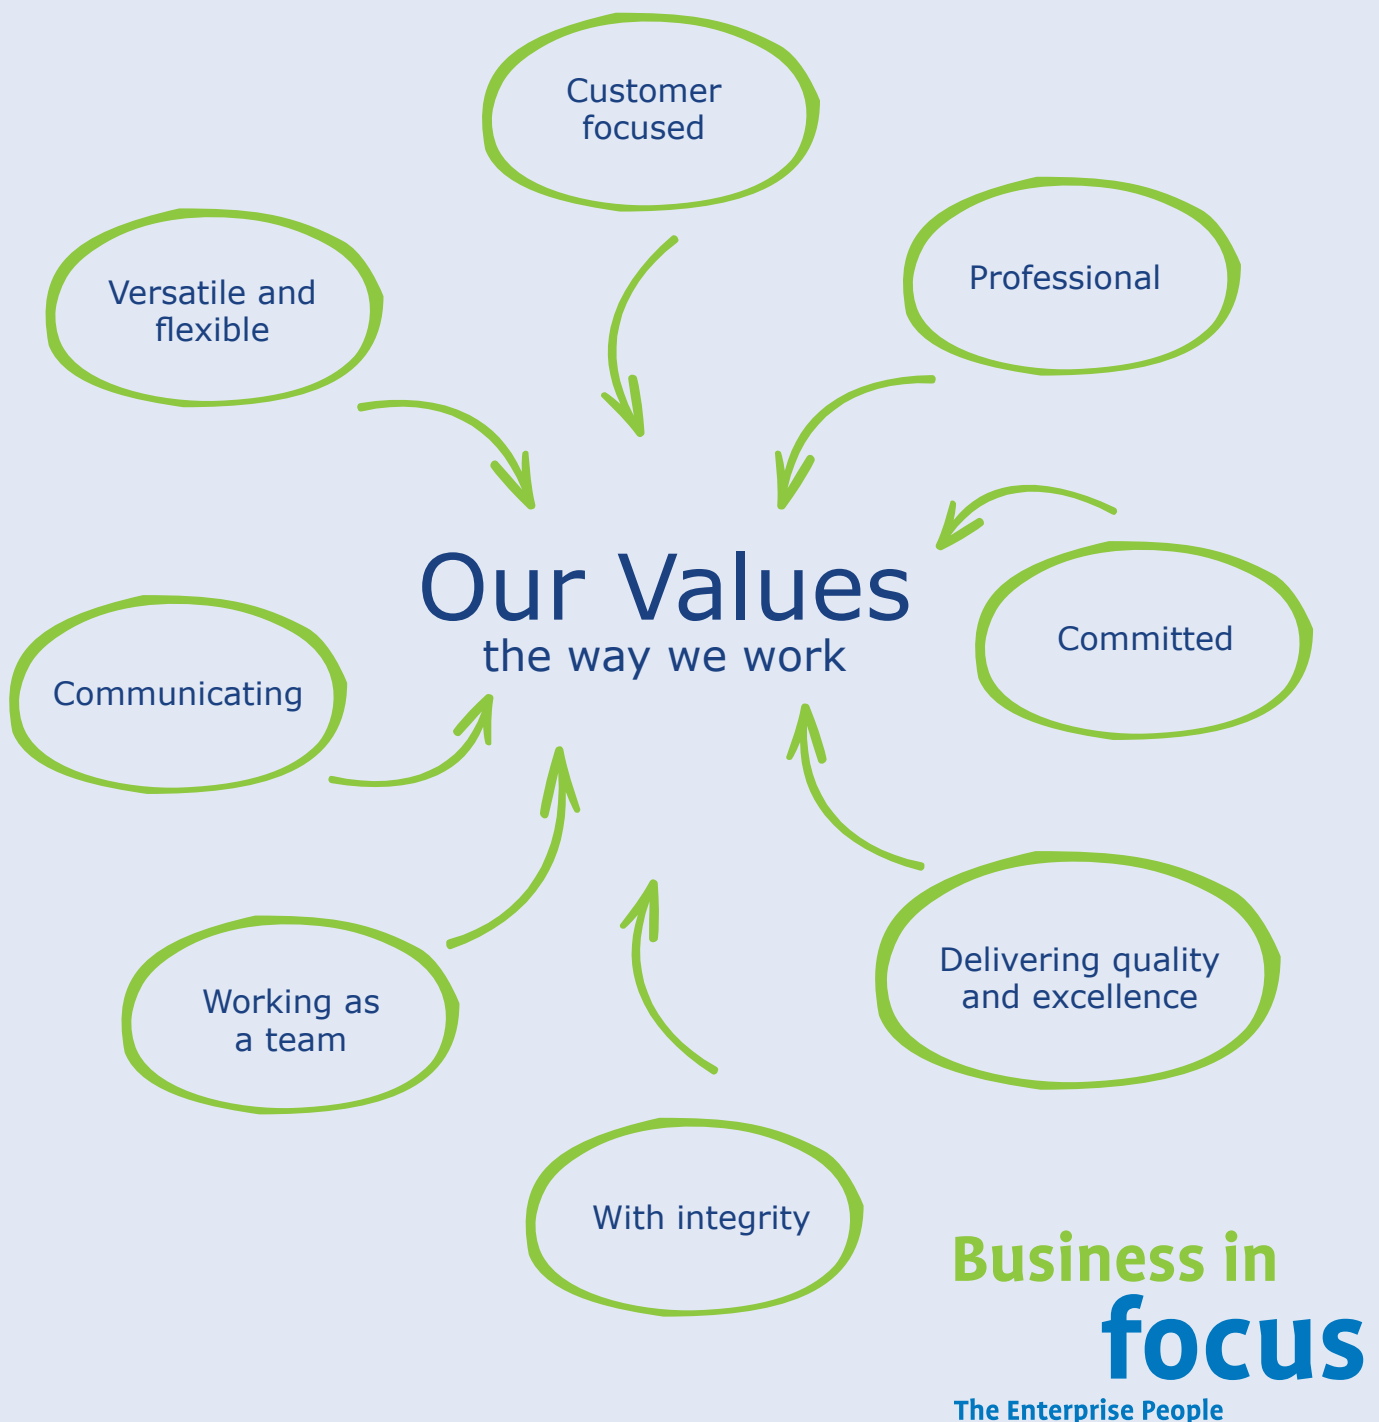 Customer
focused
Professional
Versatile and
flexible
Our Values
the way we work
Committed
Communicating
Delivering quality
and excellence
Working as
a team
With integrity
Business in
focus
The Enterprise People